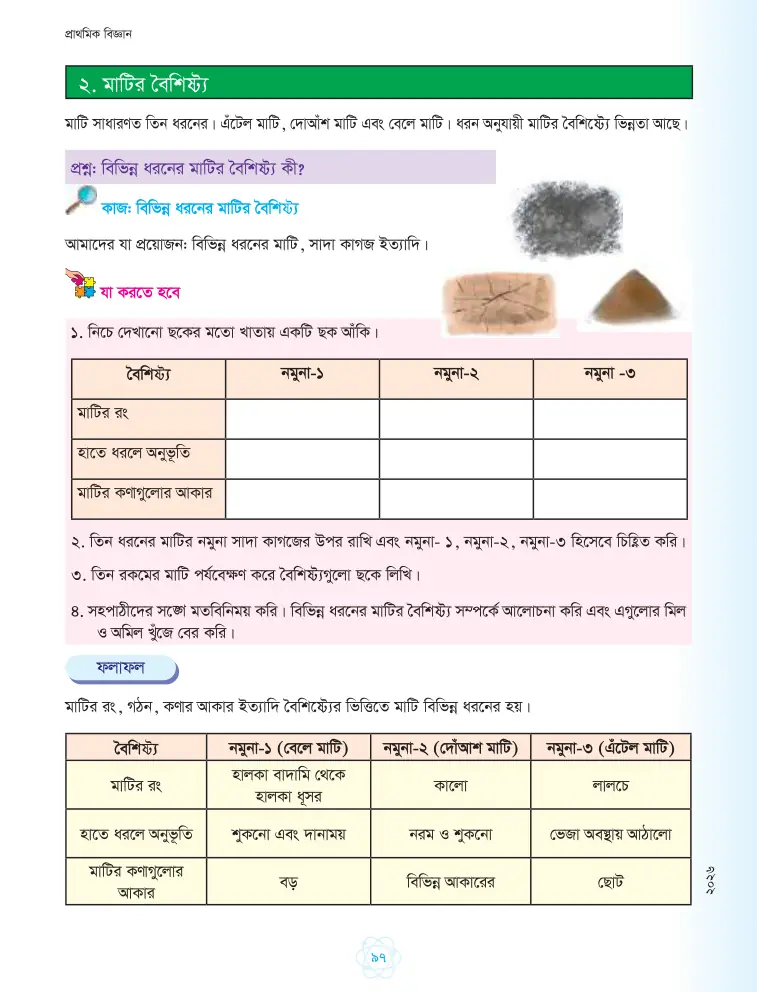 প্রাথমিক বিজ্ঞান
২. মাটির বৈশিষ্ট্য
মাটি সাধারণত তিন ধরনের। এঁটেল মাটি, দোআঁশ মাটি এবং বেলে মাটি। ধরন অনুযায়ী মাটির বৈশিষ্ট্যে ভিন্নতা আছে।
প্রশ্ন: বিভিন্ন ধরনের মাটির বৈশিষ্ট্য কী?
কাজ: বিভিন্ন ধরনের মাটির বৈশিষ্ট্য
আমাদের যা প্রয়োজন: বিভিন্ন ধরনের মাটি, সাদা কাগজ ইত্যাদি।
যা করতে হবে
১. নিচে দেখানো ছকের মতো খাতায় একটি ছক আঁকি।
বৈশিষ্ট্য নমুনা-১ নমুনা-২ নমুনা -৩
মাটির রং
হাতে ধরলে অনুভূতি
মাটির কণাগুলোর আকার
২. তিন ধরনের মাটির নমুনা সাদা কাগজের উপর রাখি এবং নমুনা- ১, নমুনা-২, নমুনা-৩ হিসেবে চিহ্নিত করি।
৩. তিন রকমের মাটি পর্যবেক্ষণ করে বৈশিষ্ট্যগুলো ছকে লিখি।
৪. সহপাঠীদের সঙ্গে মতবিনিময় করি। বিভিন্ন ধরনের মাটির বৈশিষ্ট্য সম্পর্কে আলোচনা করি এবং এগুলোর মিল
ও অমিল খুঁজে বের করি।
ফলাফল
মাটির রং, গঠন, কণার আকার ইত্যাদি বৈশিষ্ট্যের ভিত্তিতে মাটি বিভিন্ন ধরনের হয়।
বৈশিষ্ট্য নমুনা-১ (বেলে মাটি) নমুনা-২ (দোঁআশ মাটি) নমুনা-৩ (এঁটেল মাটি)
মাটির রং হালকা বাদামি থেকে হালকা ধূসর কালো লালচে
হাতে ধরলে অনুভূতি শুকনো এবং দানাময় নরম ও শুকনো ভেজা অবস্থায় আঠালো
মাটির কণাগুলোর আকার বড় বিভিন্ন আকারের ছোট
২০২৬
৯৭